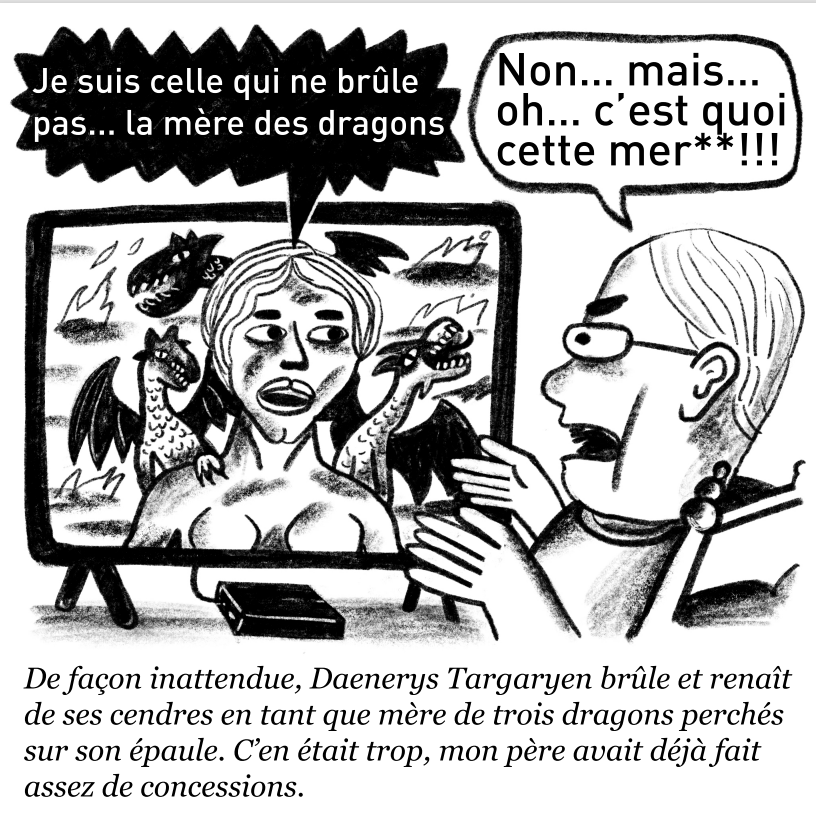 Je suis celle qui ne brûle
pas... la mère des dragons
Non... mais...
oh... c'est quoi
cette mer**!!!
De façon inattendue, Daenerys Targaryen brûle et renaît
de ses cendres en tant que mère de trois dragons perchés
sur son épaule. C'en était trop, mon père avait déjà fait
assez de concessions.